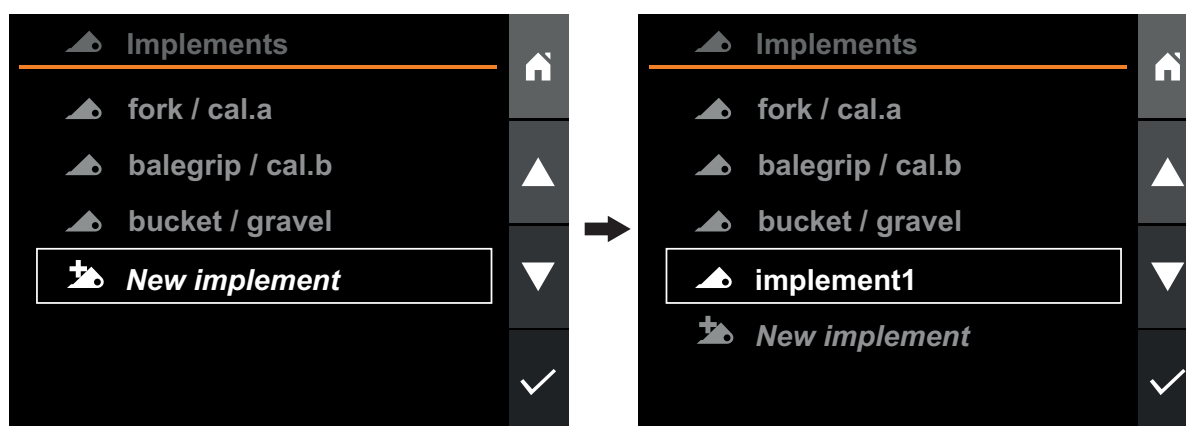 Implements
fork / cal.a
balegrip / cal.b
bucket / gravel
New implement
Implements
fork / cal.a
balegrip / cal.b
bucket / gravel
implement1
New implement